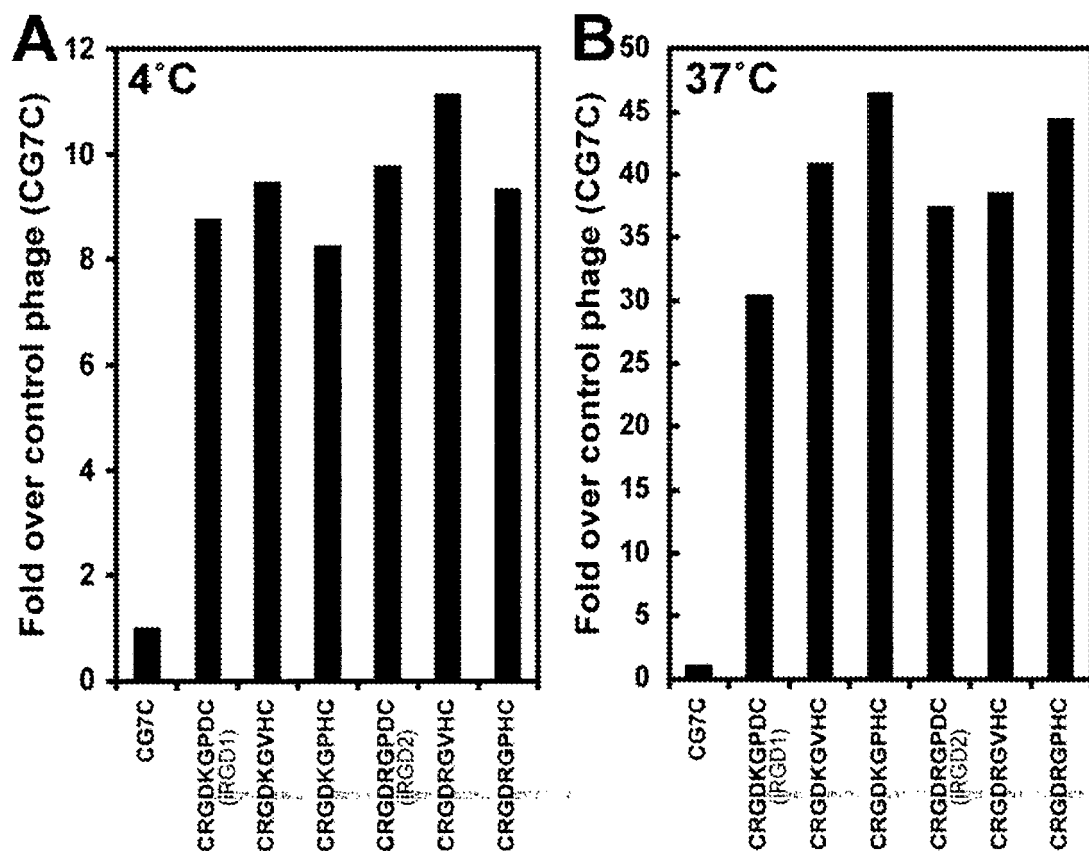 A
4°C
Fold over control phage (CG7C)
12
10
8
6
4
2
0
CG7C
CRGDKGPDC
(iRGD1)
CRGDKGVHC
CRGDKGPHC
CRGDRGPDC
(iRGD2)
CRGDRGVHC
CRGDRGPHC
B
37°C
Fold over control phage (CG7C)
50
45
40
35
30
25
20
15
10
5
0
CG7C
CRGDKGPDC
(iRGD1)
CRGDKGVHC
CRGDKGPHC
CRGDRGPDC
(iRGD2)
CRGDRGVHC
CRGDRGPHC